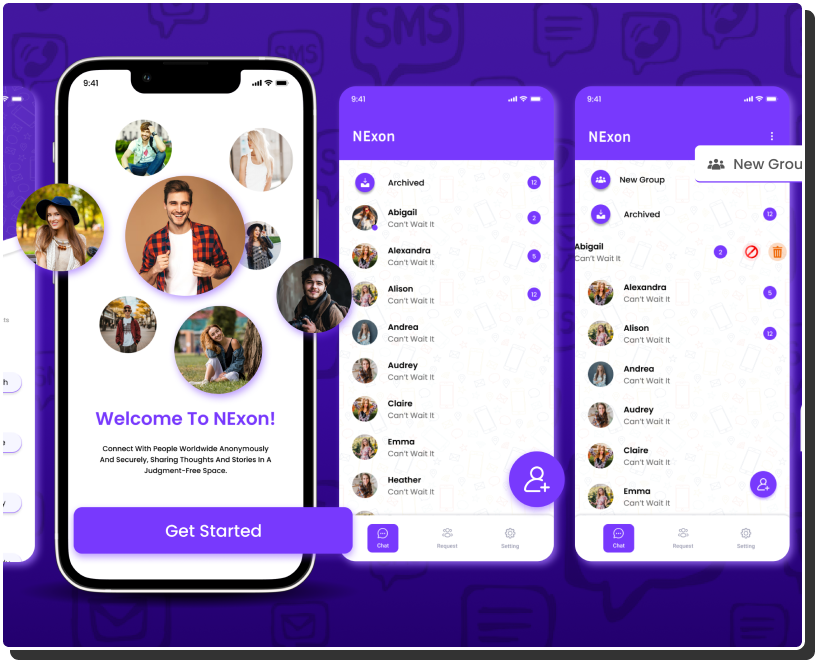 SMS
SMS
ts
h
e
y
9:41
Welcome To NExon!
Connect With People Worldwide Anonymously
And Securely, Sharing Thoughts And Stories In A
Judgment-Free Space.
Get Started
9:41
NExon
Archived
12
Abigail
2
Can't Wait It
Alexandra
5
Can't Wait It
Alison
12
Can't Wait It
Andrea
Can't Wait It
Audrey
Can't Wait It
Claire
Can't Wait It
Emma
Can't Wait It
Heather
Can't Wait It
Chat
Request
Setting
9:41
NExon
New Grou
New Group
Archived
12
Abigail
2
Can't Wait It
Alexandra
5
Can't Wait It
Alison
12
Can't Wait It
Andrea
Can't Wait It
Audrey
Can't Wait It
Claire
Can't Wait It
Emma
Can't Wait It
Chat
Request
Setting